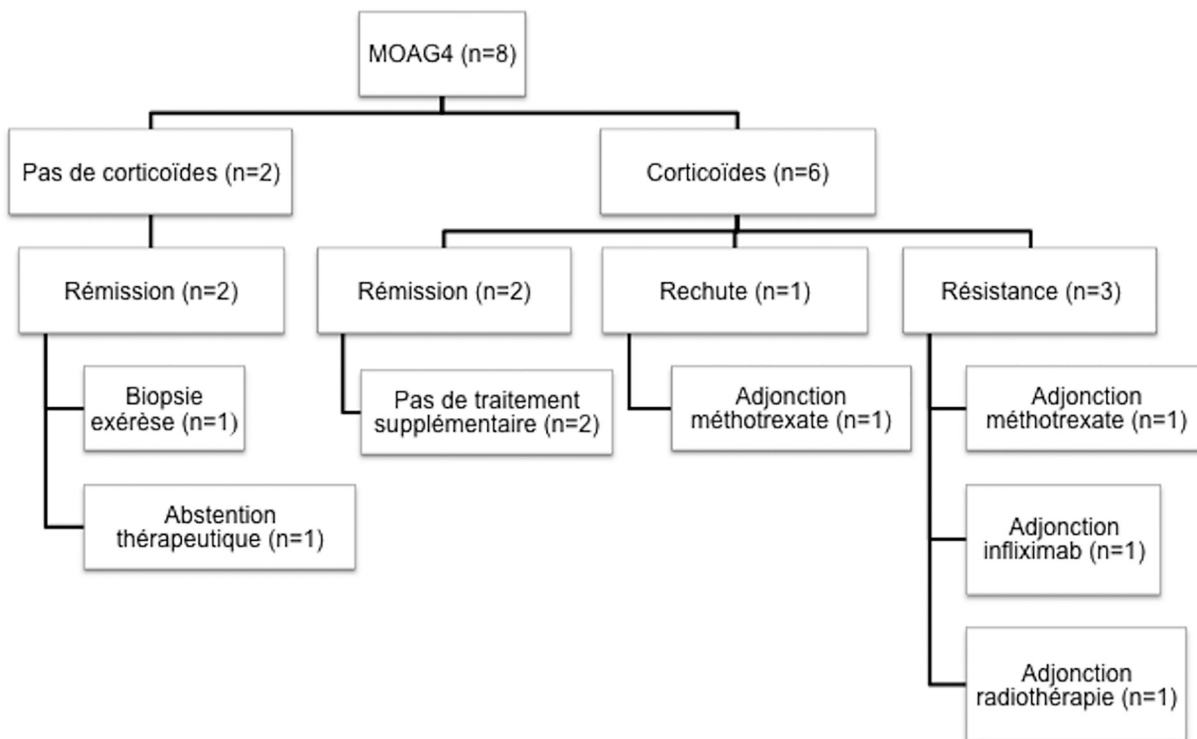 MOAG4 (n=8)
Pas de corticoïdes (n=2)
Corticoïdes (n=6)
Rémission (n=2)
Rémission (n=2)
Rechute (n=1)
Résistance (n=3)
Biopsie
exérèse (n=1)
Pas de traitement
supplémentaire (n=2)
Adjonction
méthotrexate (n=1)
Adjonction
méthotrexate (n=1)
Abstention
thérapeutique (n=1)
Adjonction
infliximab (n=1)
Adjonction
radiothérapie (n=1)